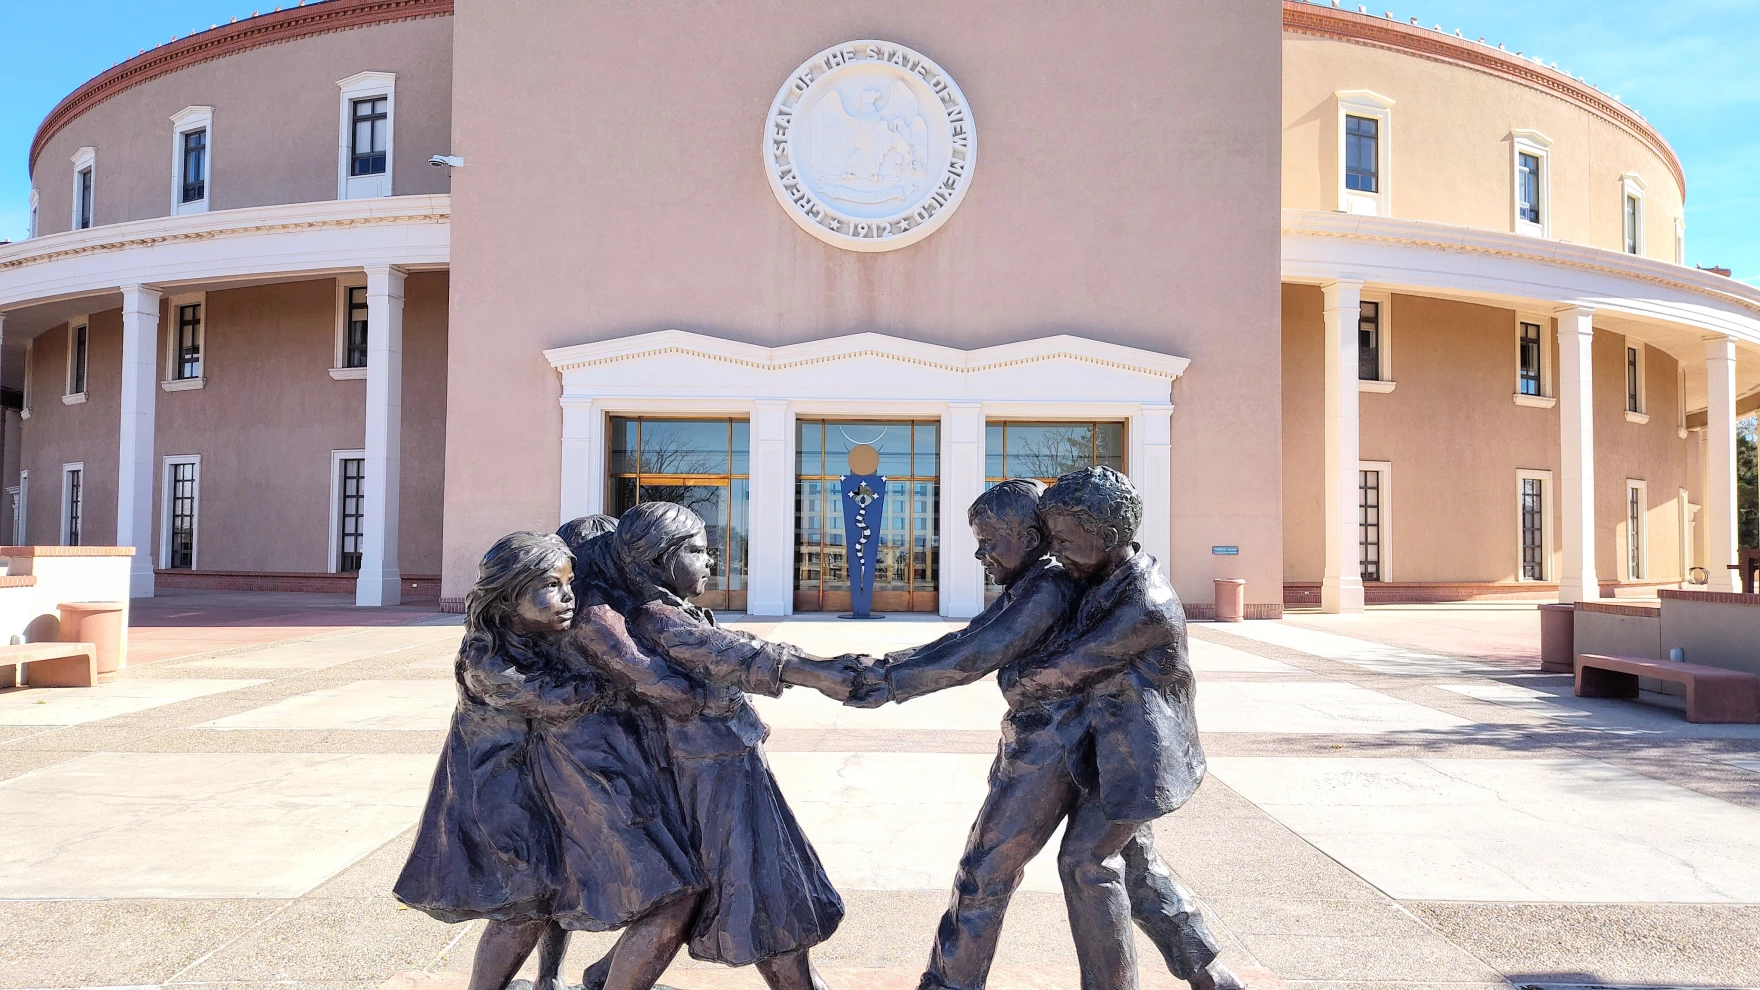 GREAT SEAL OF THE STATE OF NEW MEXICO
★ 1912 ★